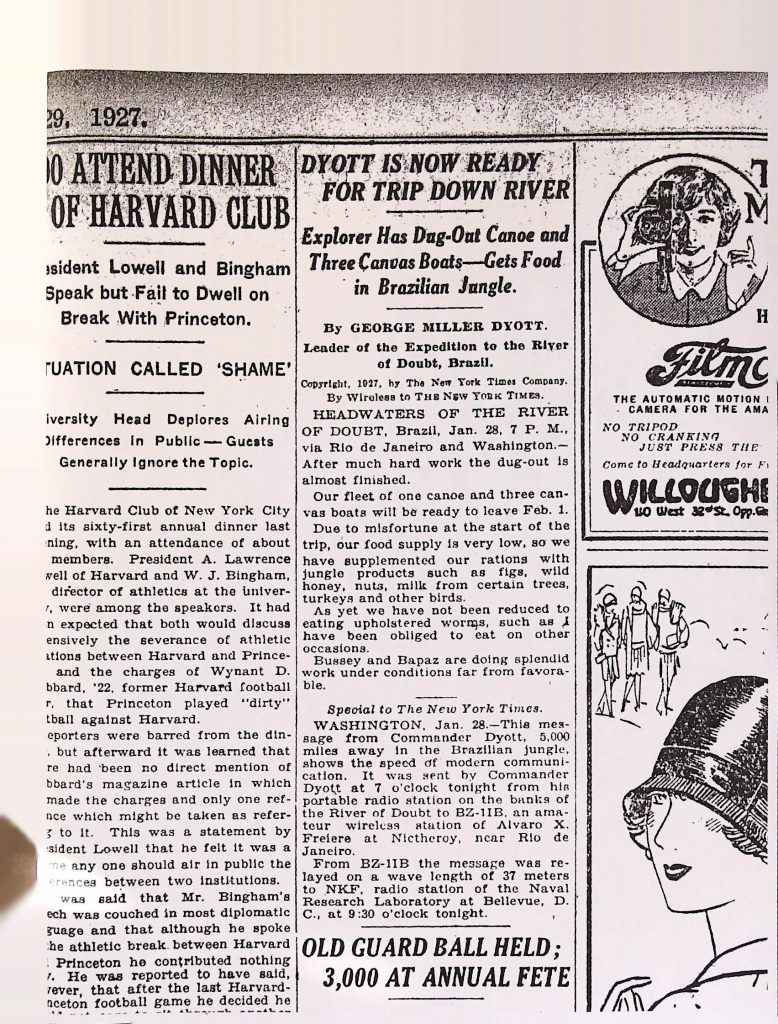 29, 1927.
00 ATTEND DINNER
OF HARVARD CLUB
esident Lowell and Bingham
Speak but Fail to Dwell on
Break With Princeton.
TUATION CALLED 'SHAME'
iversity Head Deplores Airing
Differences in Public—Guests
Generally Ignore the Topic.
he Harvard Club of New York City
d its sixty-first annual dinner last
ning, with an attendance of about
members. President A. Lawrence
well of Harvard and W. J. Bingham,
director of athletics at the univer-
y, were among the speakers. It had
n expected that both would discuss
ensively the severance of athletic
ations between Harvard and Prince-
and the charges of Wynant D.
bbard, '22, former Harvard football
r, that Princeton played "dirty"
tball against Harvard.
eporters were barred from the din-
, but afterward it was learned that
re had been no direct mention of
bbard's magazine article in which
made the charges and only one ref-
nce which might be taken as refer-
g to it. This was a statement by
sident Lowell that he felt it was a
me any one should air in public the
erences between two institutions.
was said that Mr. Bingham's
ech was couched in most diplomatic
guage and that although he spoke
he athletic break between Harvard
Princeton he contributed nothing
y. He was reported to have said,
vever, that after the last Harvard-
nceton football game he decided he
DYOTT IS NOW READY
FOR TRIP DOWN RIVER
Explorer Has Dug-Out Canoe and
Three Canvas Boats—Gets Food
in Brazilian Jungle.
By GEORGE MILLER DYOTT.
Leader of the Expedition to the River
of Doubt, Brazil.
Copyright, 1927, by The New York Times Company.
By Wireless to THE NEW YORK TIMES.
HEADWATERS OF THE RIVER
OF DOUBT, Brazil, Jan. 28, 7 P. M.,
via Rio de Janeiro and Washington.—
After much hard work the dug-out is
almost finished.
Our fleet of one canoe and three can-
vas boats will be ready to leave Feb. 1.
Due to misfortune at the start of the
trip, our food supply is very low, so we
have supplemented our rations with
jungle products such as figs, wild
honey, nuts, milk from certain trees,
turkeys and other birds.
As yet we have not been reduced to
eating upholstered worms, such as I
have been obliged to eat on other
occasions.
Bussey and Bapaz are doing splendid
work under conditions far from favora-
ble.
Special to The New York Times.
WASHINGTON, Jan. 28.—This mes-
sage from Commander Dyott, 5,000
miles away in the Brazilian jungle,
shows the speed of modern communi-
cation. It was sent by Commander
Dyott at 7 o'clock tonight from his
portable radio station on the banks of
the River of Doubt to BZ-11B, an ama-
teur wireless station of Alvaro X.
Freiere at Nictheroy, near Rio de
Janeiro.
From BZ-11B the message was re-
layed on a wave length of 37 meters
to NKF, radio station of the Naval
Research Laboratory at Bellevue, D.
C., at 9:30 o'clock tonight.
OLD GUARD BALL HELD;
3,000 AT ANNUAL FETE
T
M
H
Filmo
THE AUTOMATIC MOTION
CAMERA FOR THE AMA
NO TRIPOD
NO CRANKING
JUST PRESS THE
Come to Headquarters for F
WILLOUGHB
110 West 32nd St. Opp. G